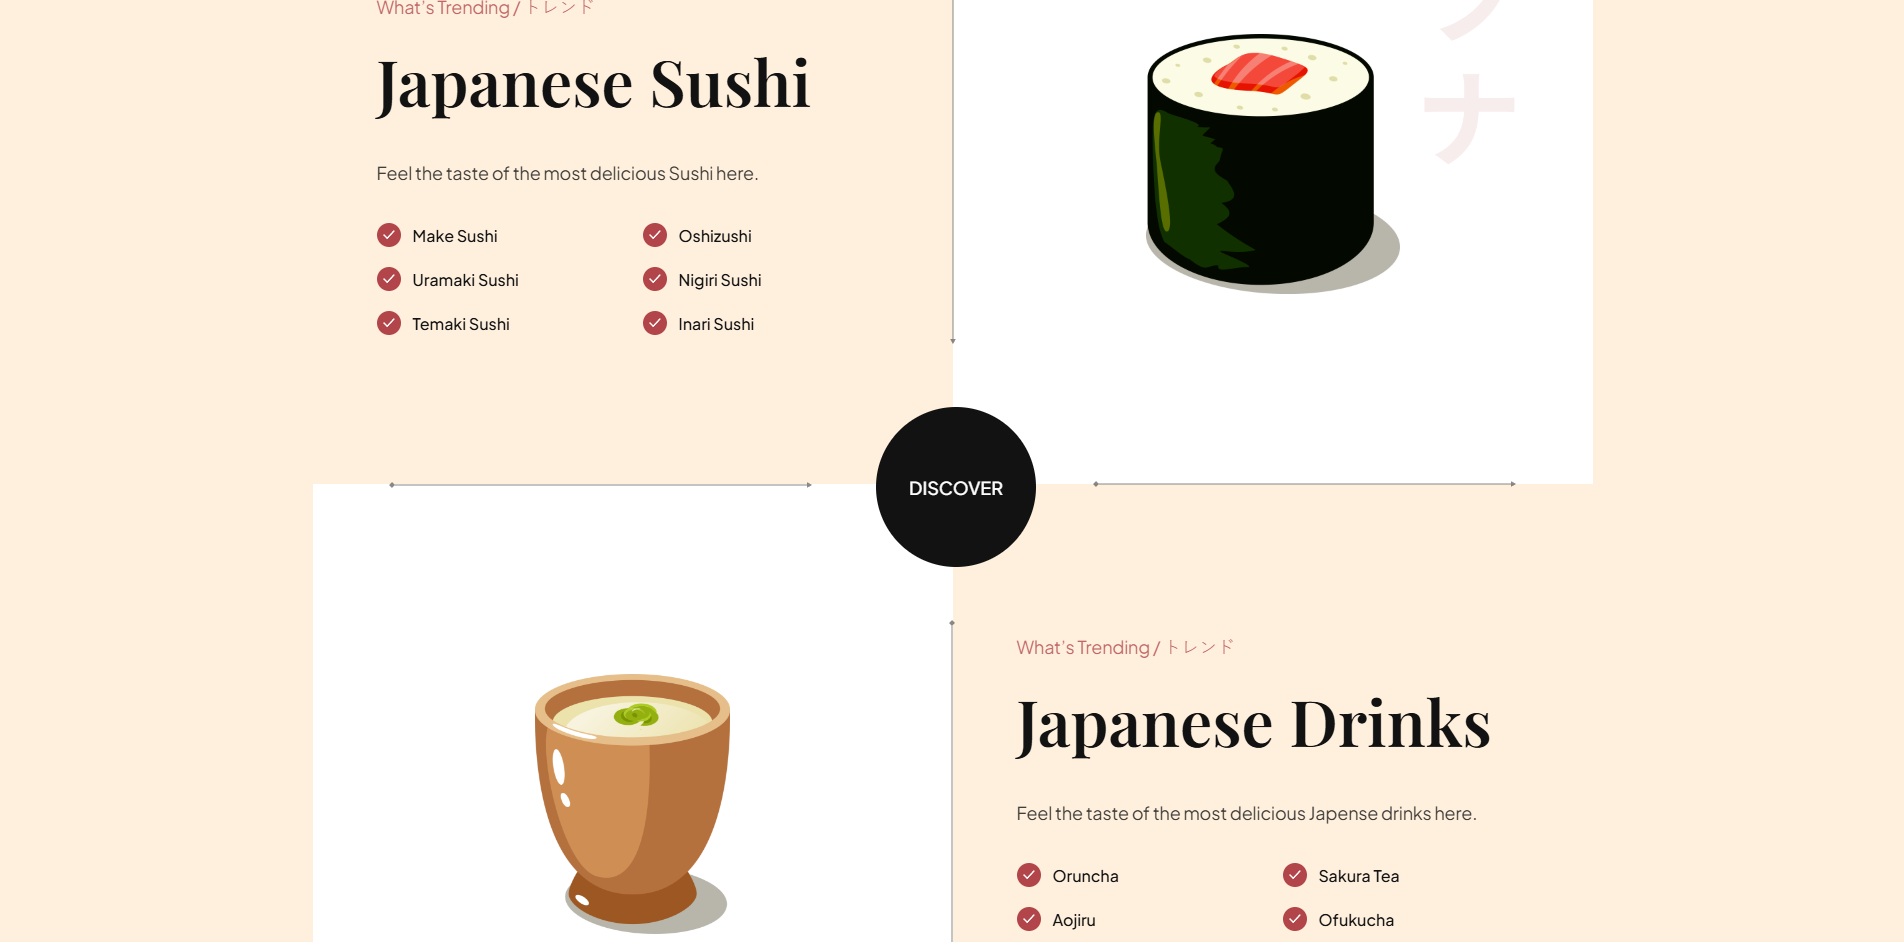 What's Trending / トレンド
Japanese Sushi
Feel the taste of the most delicious Sushi here.
Make Sushi
Oshizushi
Uramaki Sushi
Nigiri Sushi
Temaki Sushi
Inari Sushi
ナ
DISCOVER
What's Trending / トレンド
Japanese Drinks
Feel the taste of the most delicious Japense drinks here.
Oruncha
Sakura Tea
Aojiru
Ofukucha